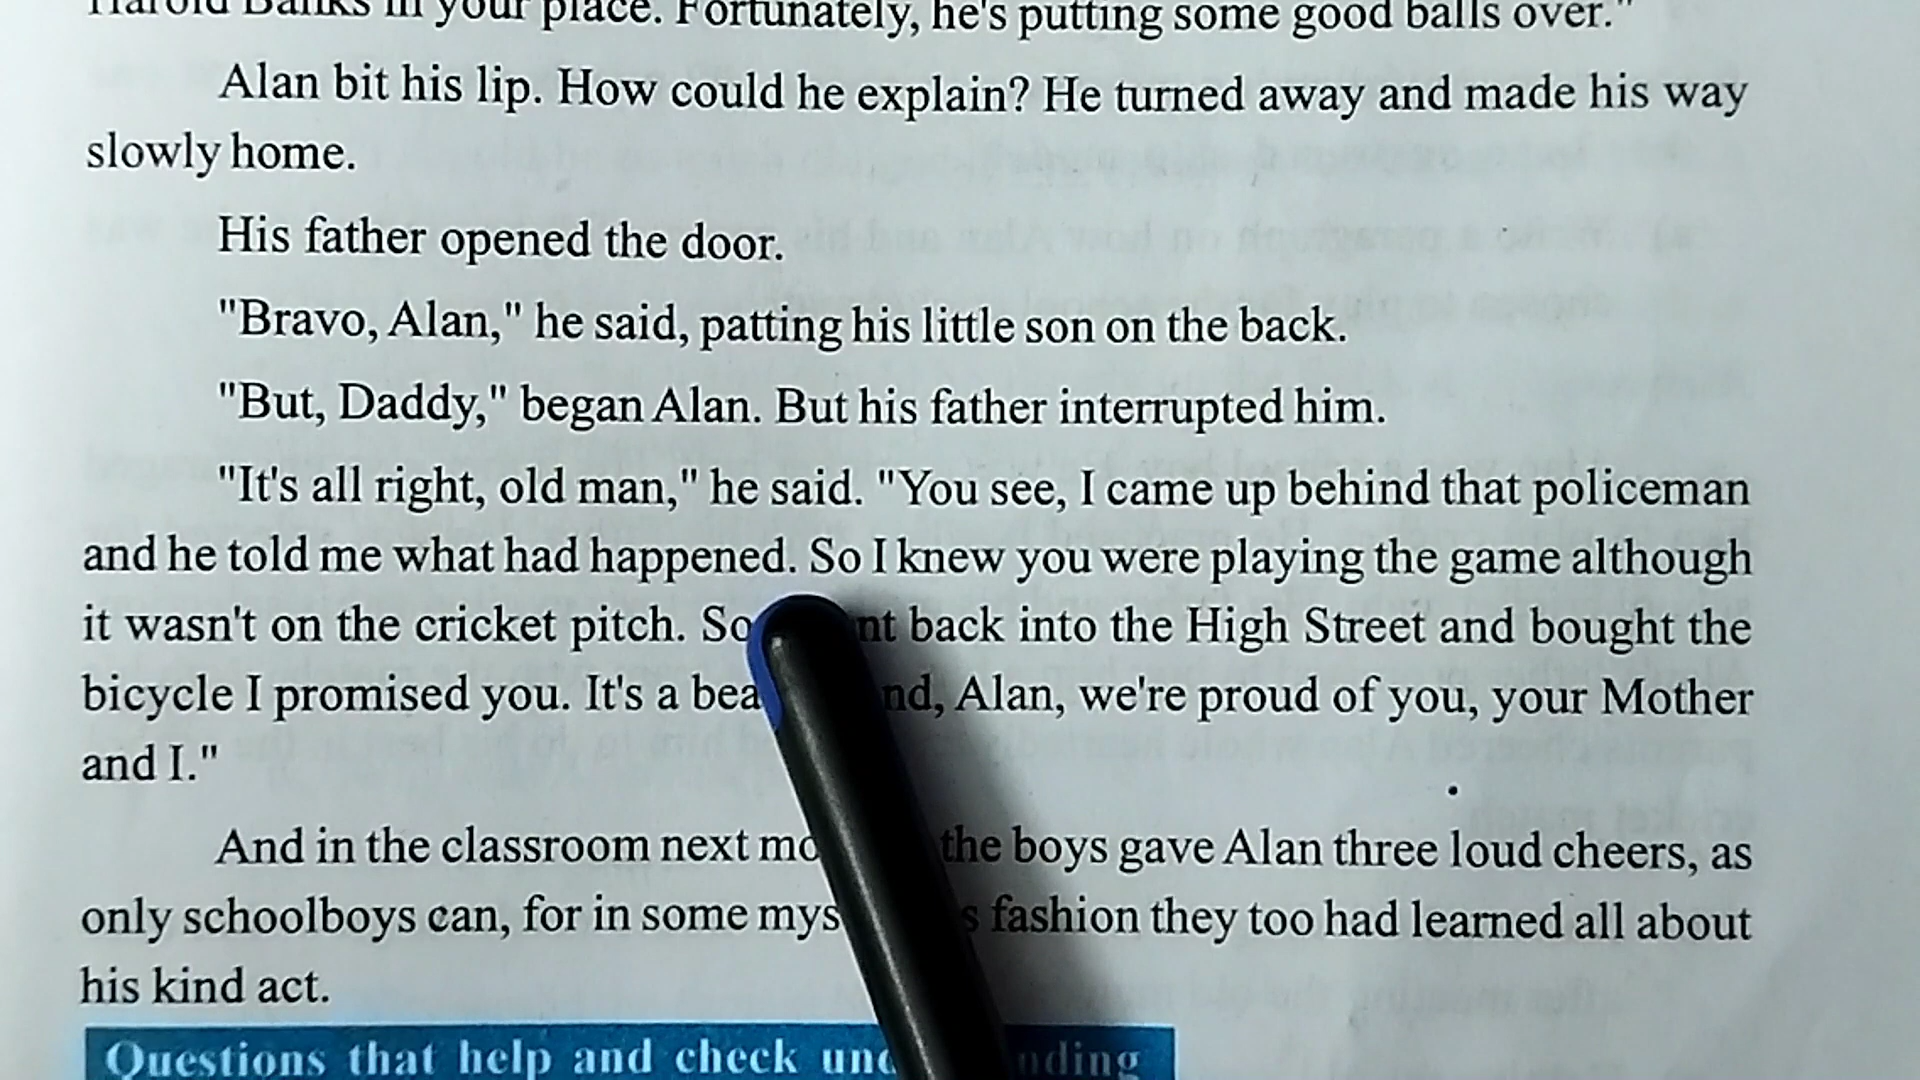 Harold Banks in your place. Fortunately, he's putting some good balls over."
Alan bit his lip. How could he explain? He turned away and made his way
slowly home.
His father opened the door.
"Bravo, Alan," he said, patting his little son on the back.
"But, Daddy," began Alan. But his father interrupted him.
"It's all right, old man," he said. "You see, I came up behind that policeman
and he told me what had happened. So I knew you were playing the game although
it wasn't on the cricket pitch. So back into the High Street and bought the
bicycle I promised you. It's a Alan, we're proud of you, your Mother
and I."
And in the classroom next the boys gave Alan three loud cheers, as
only schoolboys can, for in some fashion they too had learned all about
his kind act.
Questions that help and check